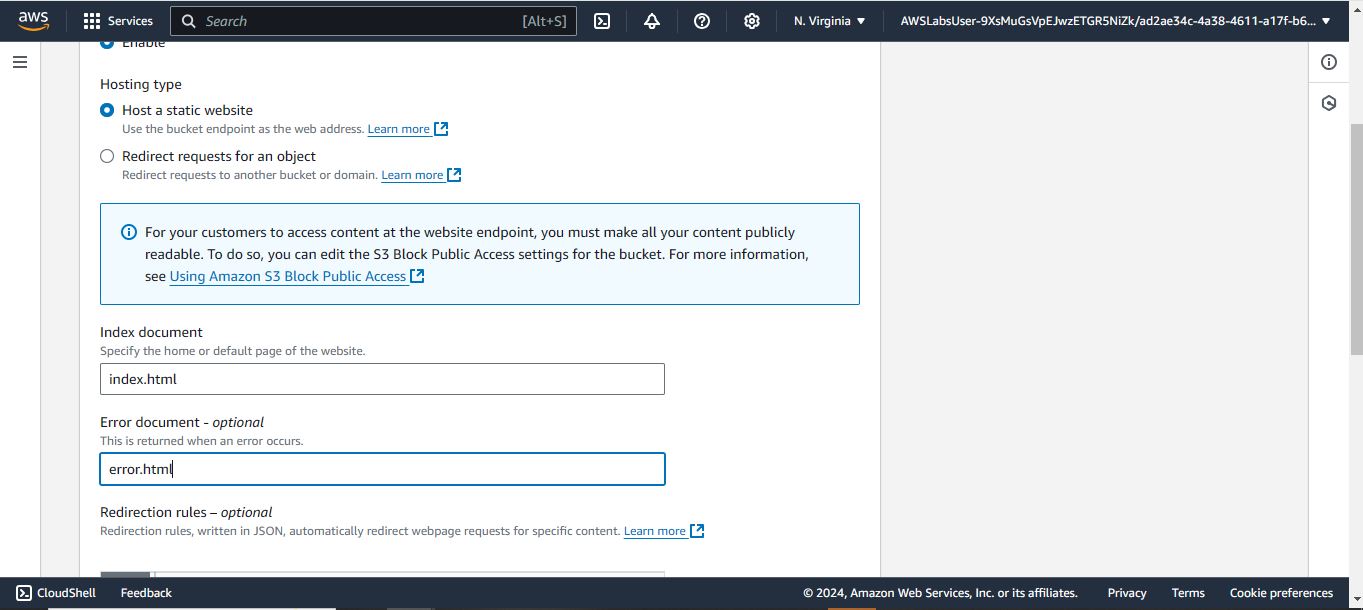 aws
Services
Search
[Alt+S]
N. Virginia
AWSLabsUser-9XsMuGsVpEJwzETGR5NiZk/ad2ae34c-4a38-4611-a17f-b6...
Enable
Hosting type
Host a static website
Use the bucket endpoint as the web address. Learn more
Redirect requests for an object
Redirect requests to another bucket or domain. Learn more
For your customers to access content at the website endpoint, you must make all your content publicly
readable. To do so, you can edit the S3 Block Public Access settings for the bucket. For more information,
see Using Amazon S3 Block Public Access
Index document
Specify the home or default page of the website.
index.html
Error document - optional
This is returned when an error occurs.
error.html
Redirection rules – optional
Redirection rules, written in JSON, automatically redirect webpage requests for specific content. Learn more
CloudShell
Feedback
© 2024, Amazon Web Services, Inc. or its affiliates.
Privacy
Terms
Cookie preferences